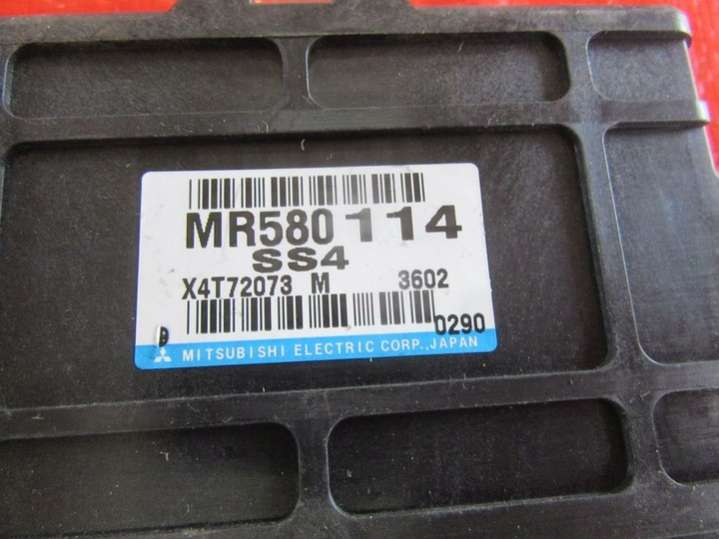 MR580114
SS4
X4T72073 M 3602
0290
MITSUBISHI ELECTRIC CORP.,JAPAN